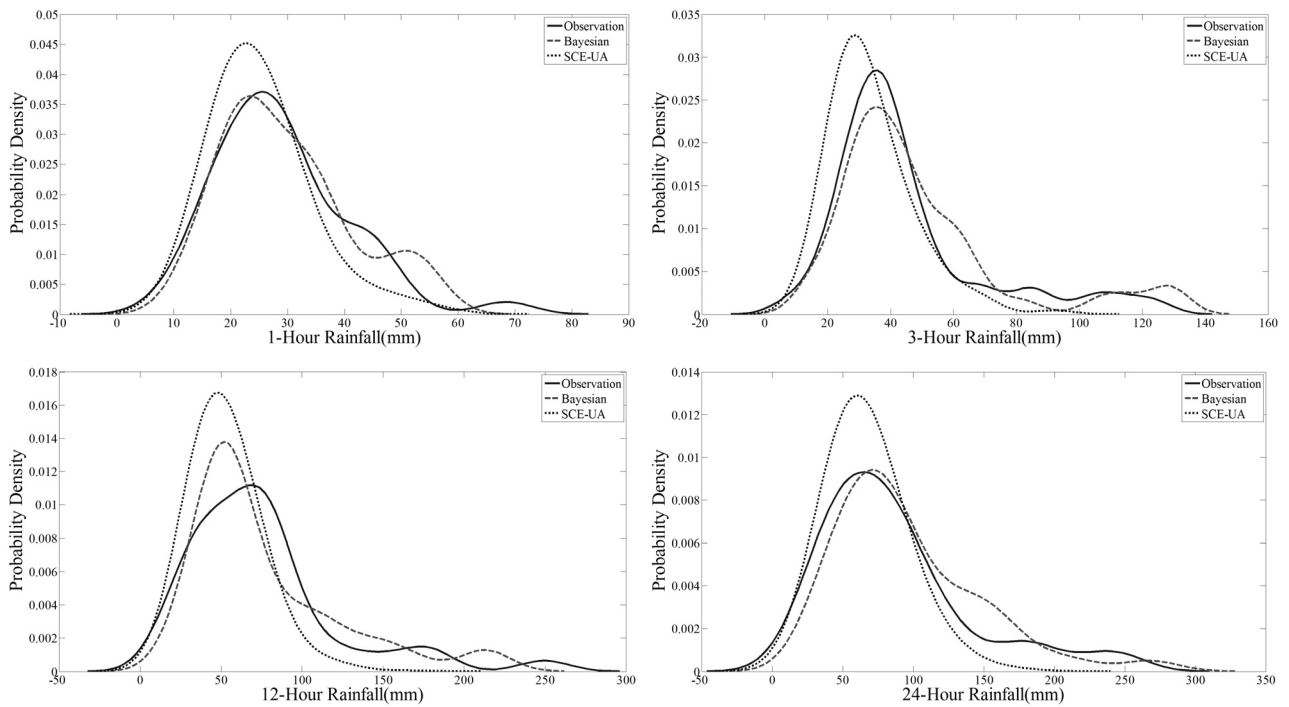 0.05
0.045
0.04
0.035
0.03
0.025
0.02
0.015
0.01
0.005
0
-10 0 10 20 30 40 50 60 70 80 90
Probability Density
1-Hour Rainfall(mm)
Observation
Bayesian
SCE-UA
0.035
0.03
0.025
0.02
0.015
0.01
0.005
0
-20 0 20 40 60 80 100 120 140 160
Probability Density
3-Hour Rainfall(mm)
Observation
Bayesian
SCE-UA
0.018
0.016
0.014
0.012
0.01
0.008
0.006
0.004
0.002
0
-50 0 50 100 150 200 250 300
Probability Density
12-Hour Rainfall(mm)
Observation
Bayesian
SCE-UA
0.014
0.012
0.01
0.008
0.006
0.004
0.002
0
-50 0 50 100 150 200 250 300 350
Probability Density
24-Hour Rainfall(mm)
Observation
Bayesian
SCE-UA